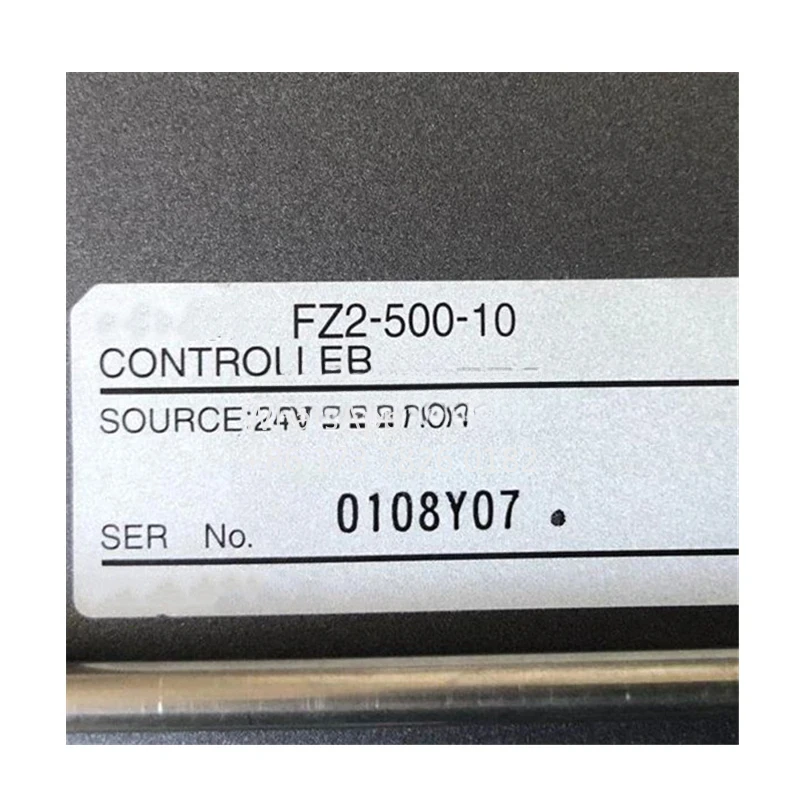 FZ2-500-10
CONTROLLER
SOURCE:24V
0108Y07
SER No.